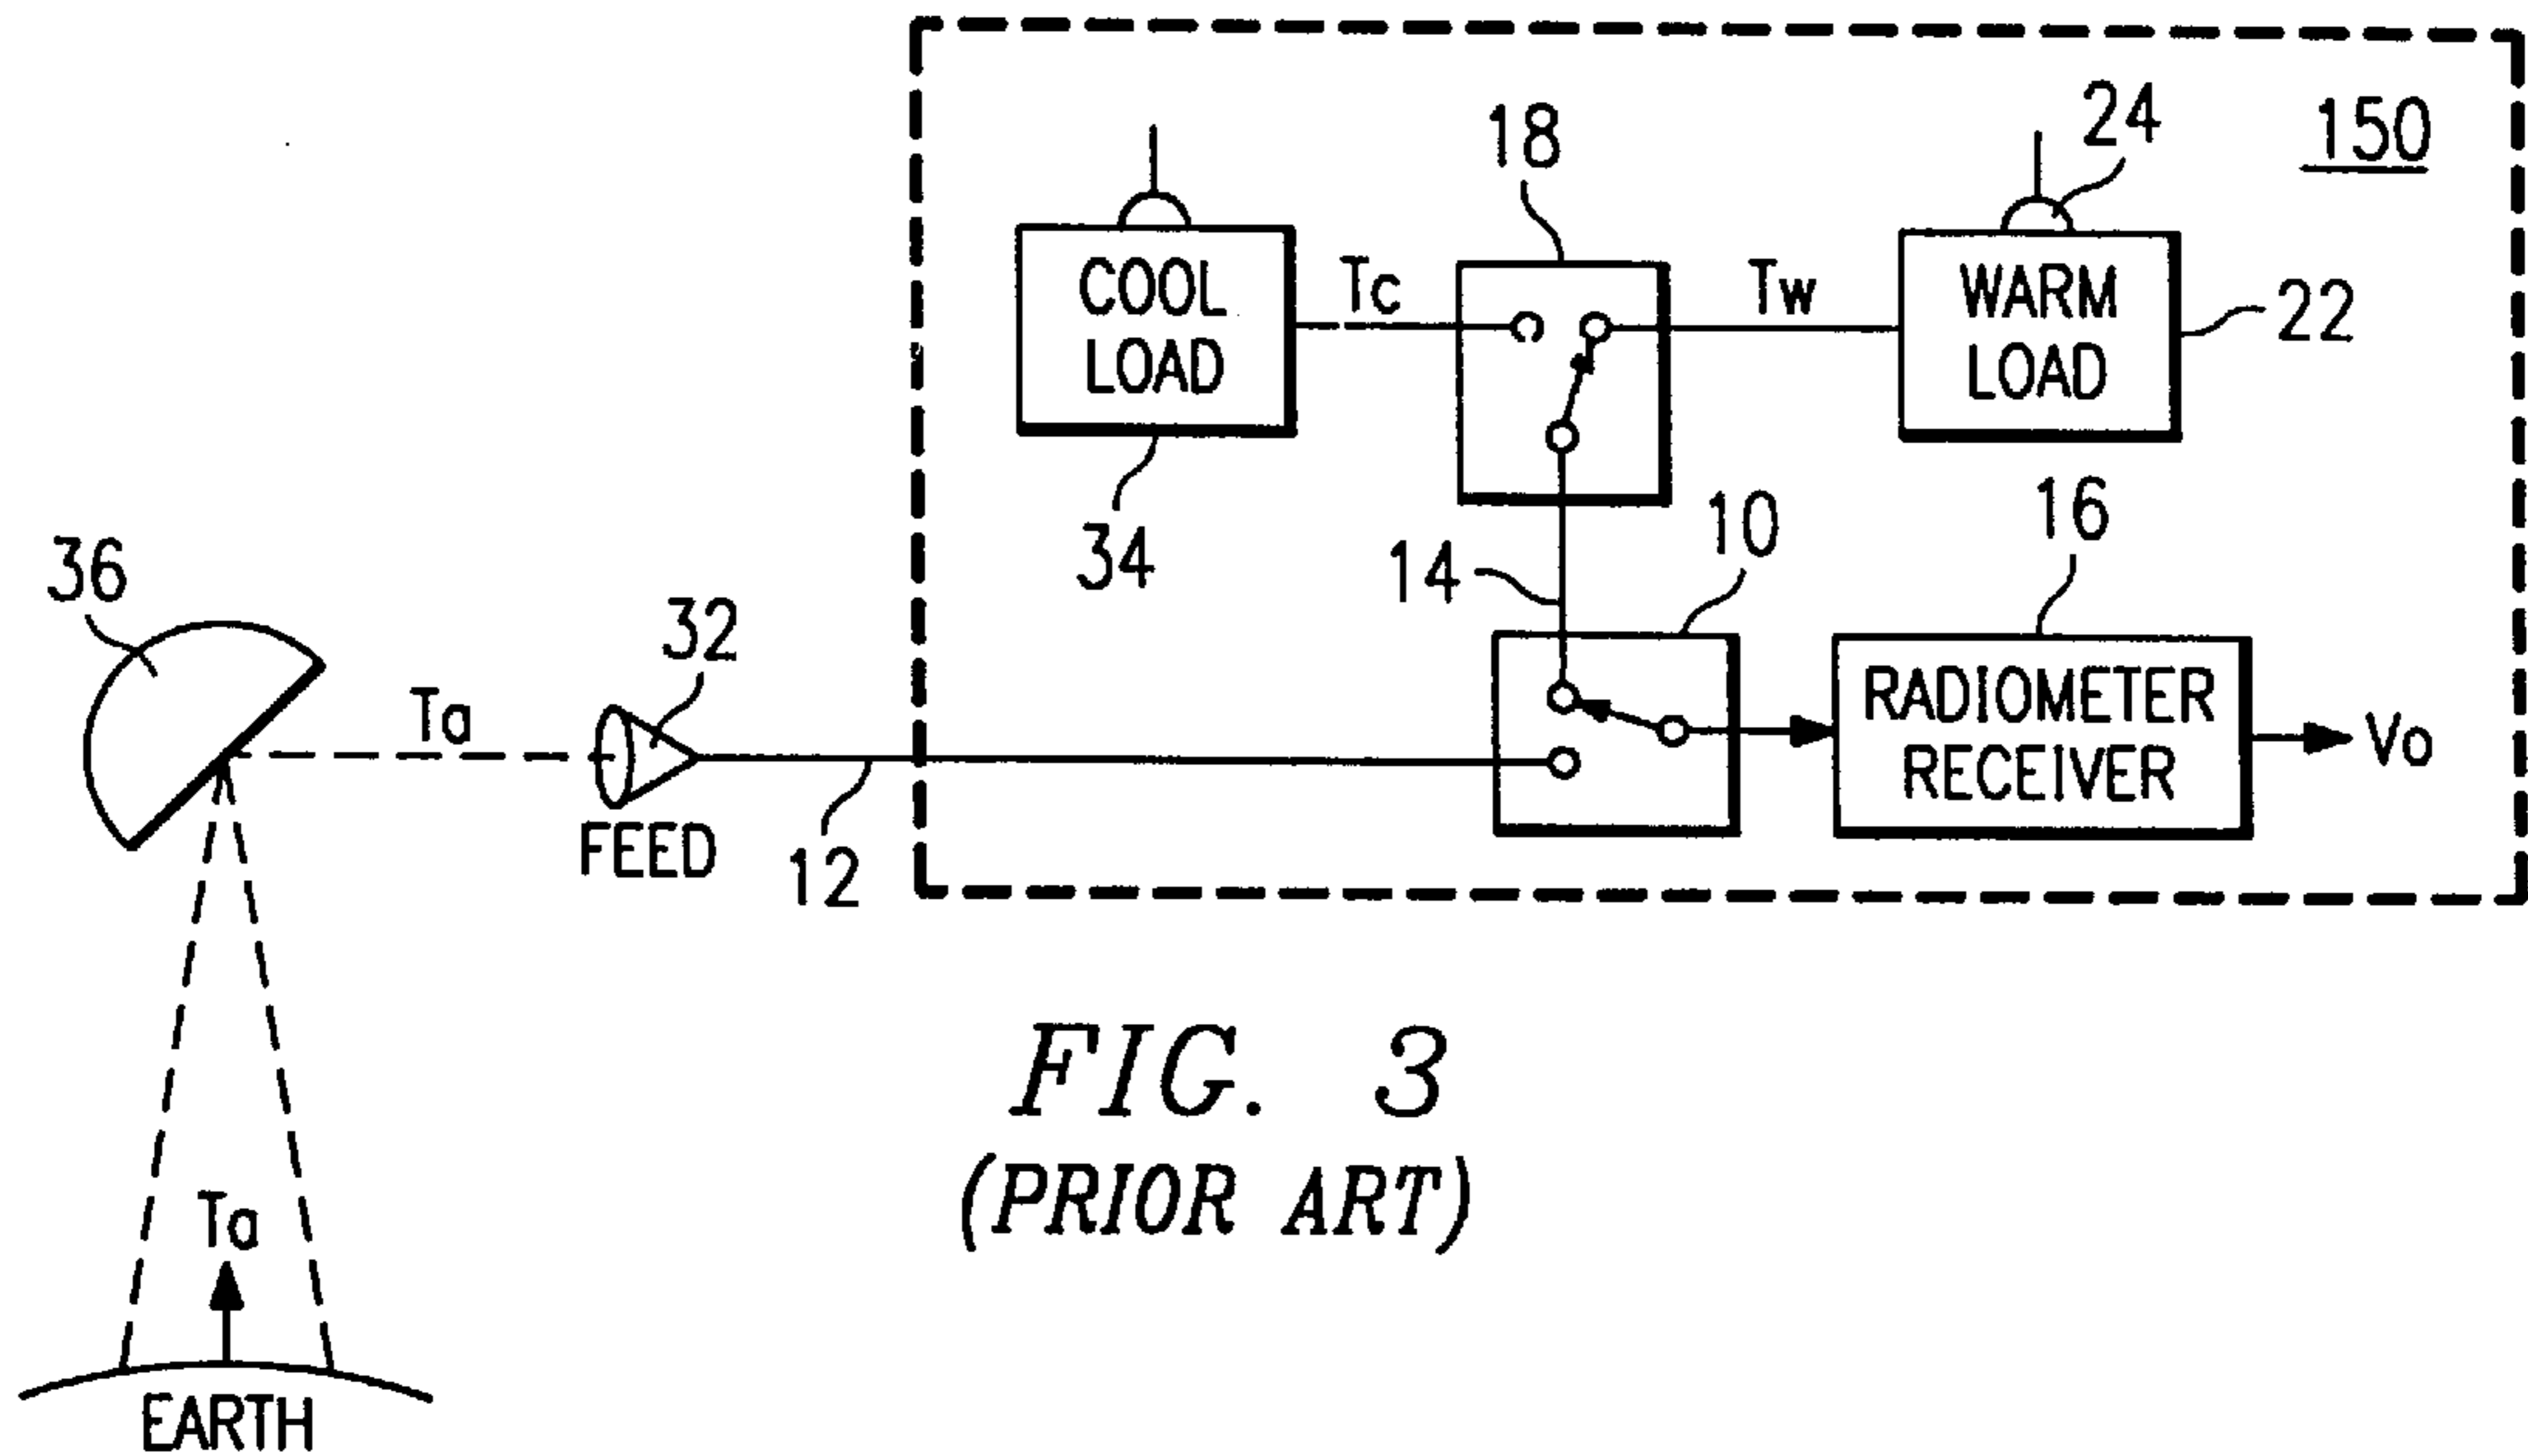 150
18
24
COOL
LOAD
Tc
Tw
WARM
LOAD
22
34
14
10
16
36
32
Ta
FEED
12
RADIOMETER
RECEIVER
Vo
Ta
EARTH
FIG. 3
(PRIOR ART)